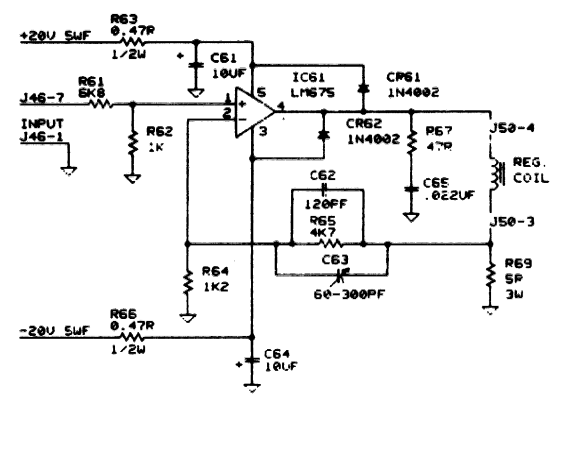 R63
+20V SWF 0.47R
1/2W
+ C61
10UF
IC61
LM675
CR61
1N4002
R61
6K8
J46-7
INPUT
J46-1
R62
1K
1
+
2
−
5
4
3
CR62
1N4002
R67
47R
J50-4
REG.
COIL
C65
.022UF
C62
120PF
R65
4K7
J50-3
C63
60-300PF
R64
1K2
R69
5R
3W
R66
-20V SWF 0.47R
1/2W
+ C64
10UF